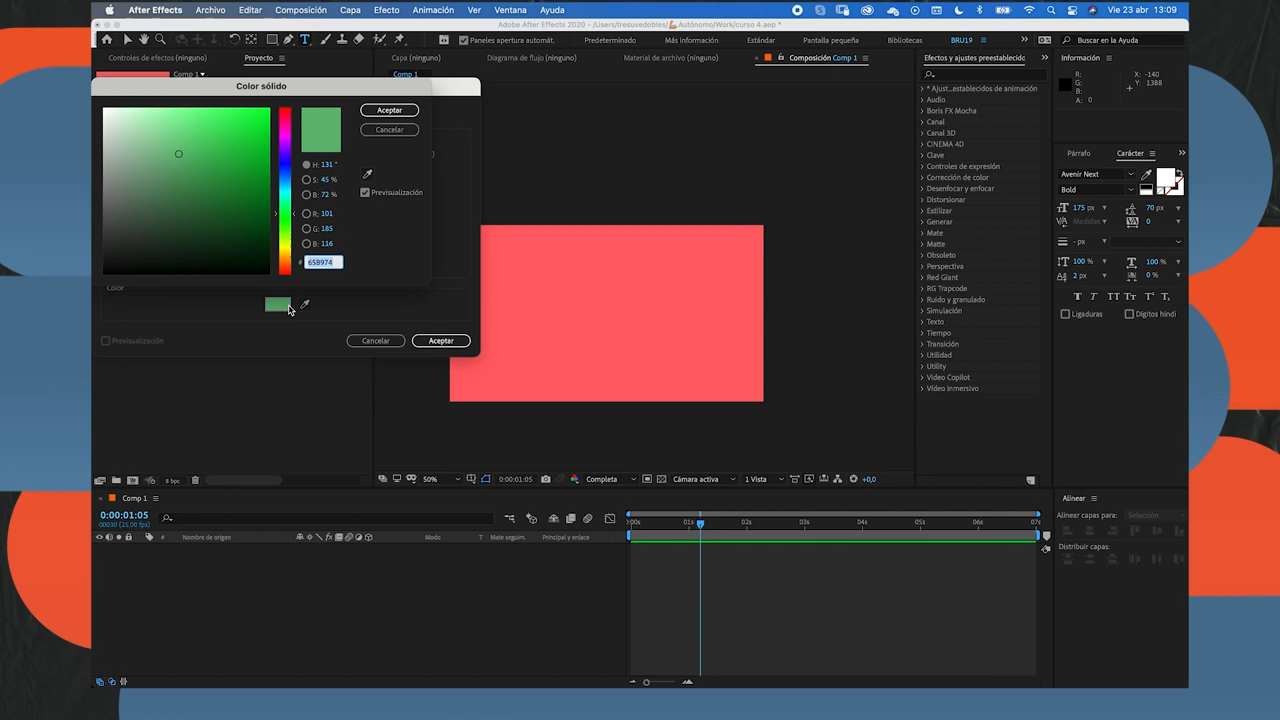 After Effects Archivo Editar Composición Capa Efecto Animación Ver Ventana Ayuda Vie 23 abr 13:09
Adobe After Effects 2020 - /Users/tresuvedobles/💪🏼Autónomo/Work/curso 4.aep *
Paneles apertura automát. Predeterminado Más información Estándar Pantalla pequeña Bibliotecas BRU19 Buscar en la Ayuda
Controles de efectos (ninguno) Proyecto Capa (ninguno) Diagrama de flujo (ninguno) Material de archivo (ninguno) Composición Comp 1 Efectos y ajustes preestablecidc Información
Comp 1 Comp 1
Color sólido
Aceptar
Cancelar
H: 131 °
S: 45 %
B: 72 %
Previsualización
R: 101
G: 185
B: 116
# 65B974
Color
Previsualización Cancelar Aceptar
* Ajust...establecidos de animación
Audio
Boris FX Mocha
Canal
Canal 3D
CINEMA 4D
Clave
Controles de expresión
Corrección de color
Desenfocar y enfocar
Distorsionar
Estilizar
Generar
Mate
Matte
Obsoleto
Perspectiva
Red Giant
RG Trapcode
Ruido y granulado
Simulación
Texto
Tiempo
Transición
Utilidad
Utility
Video Copilot
Vídeo inmersivo
R: X: -140
G: Y: 1388
B:
A: 0
Párrafo Carácter
Avenir Next
Bold
175 px 70 px
Medidas 0
- px
100 % 100 %
2 px 0 %
T T TT Tт T¹ T₁
Ligaduras Dígitos hindi
8 bpc 50% 0:00:01:05 Completa Cámara activa 1 Vista +0,0
Comp 1
0:00:01:05
00030 (25,00 fps)
Nombre de origen Modo T Mate seguim. Principal y enlace
0:00s 01s 02s 03s 04s 05s 06s 07s
Alinear
Alinear capas para: Selección
Distribuir capas: